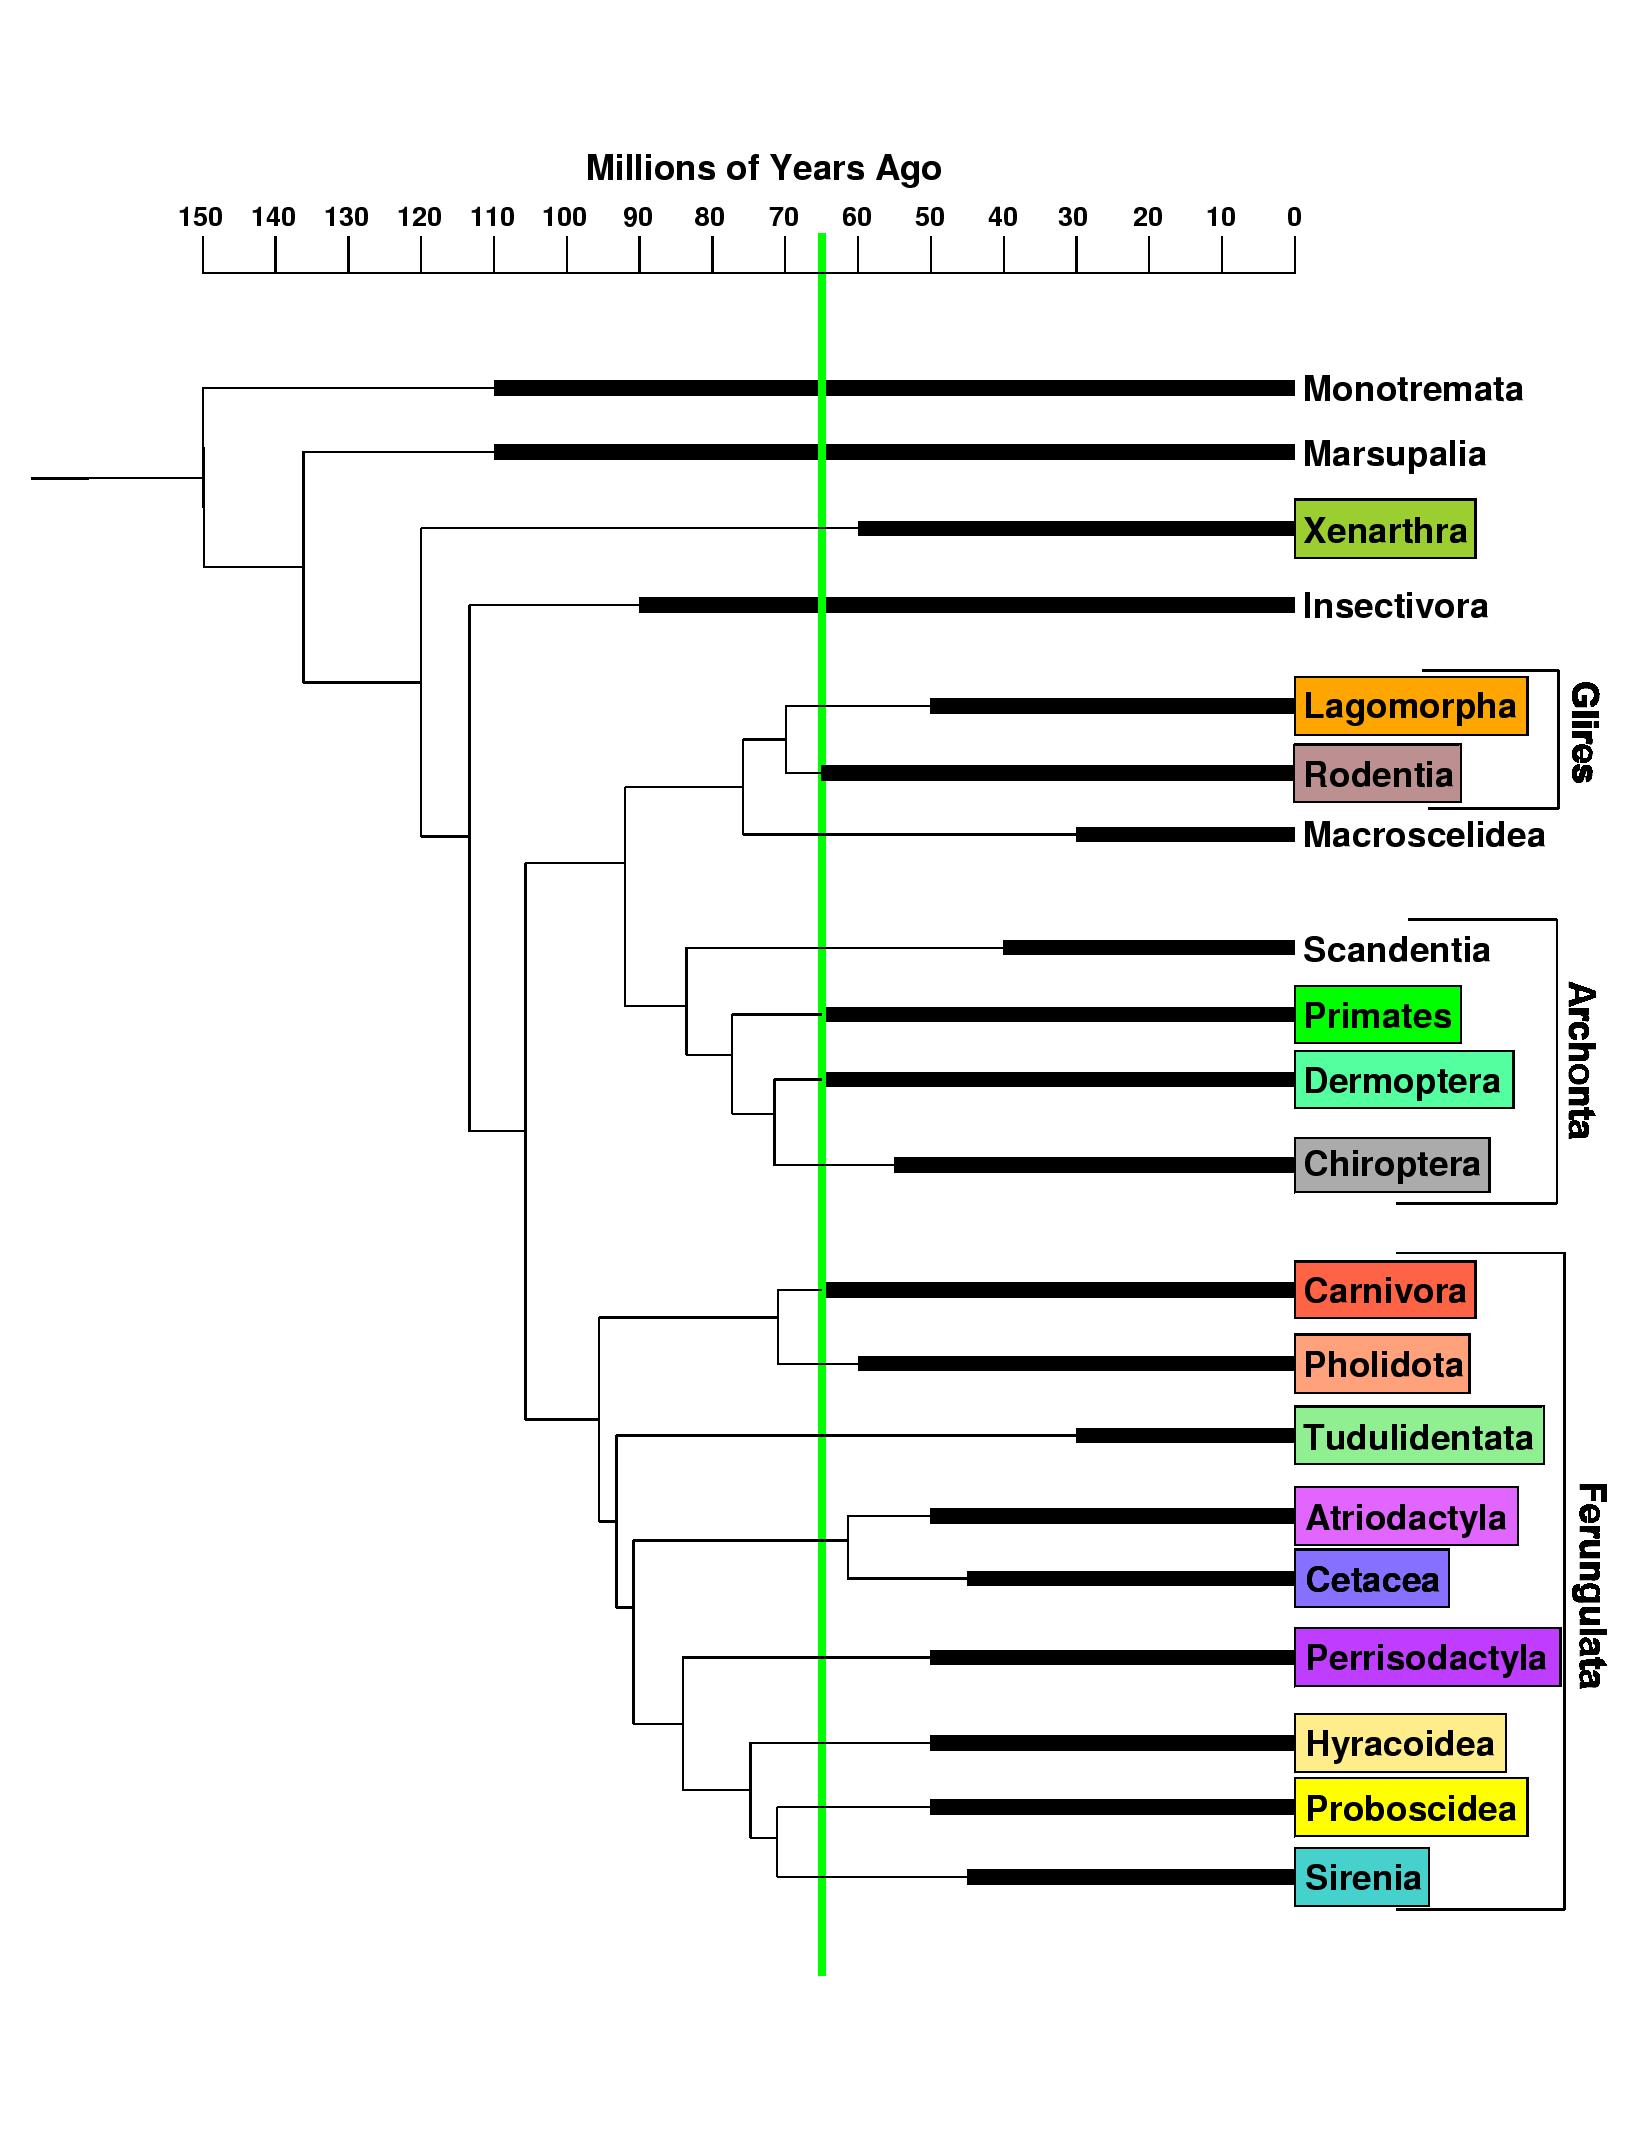 Millions of Years Ago
150 140 130 120 110 100 90 80 70 60 50 40 30 20 10 0
Monotremata
Marsupalia
Xenarthra
Insectivora
Lagomorpha
Rodentia
Glires
Macroscelidea
Scandentia
Primates
Dermoptera
Chiroptera
Archonta
Carnivora
Pholidota
Tudulidentata
Atriodactyla
Cetacea
Perrisodactyla
Hyracoidea
Proboscidea
Sirenia
Ferungulata